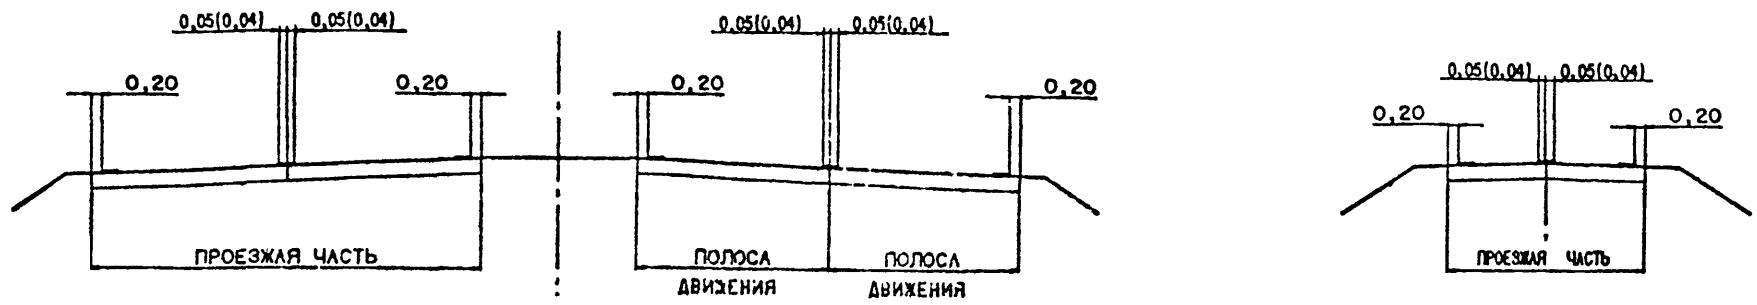 0,05(0,04) 0,05(0,04) 0,05(0,04) 0,05(0,04)
0,05(0,04) 0,05(0,04)
0,20 0,20 0,20 0,20
0,20 0,20
ПРОЕЗЖАЯ ЧАСТЬ ПОЛОСА ДВИЖЕНИЯ ПОЛОСА ДВИЖЕНИЯ ПРОЕЗЖАЯ ЧАСТЬ